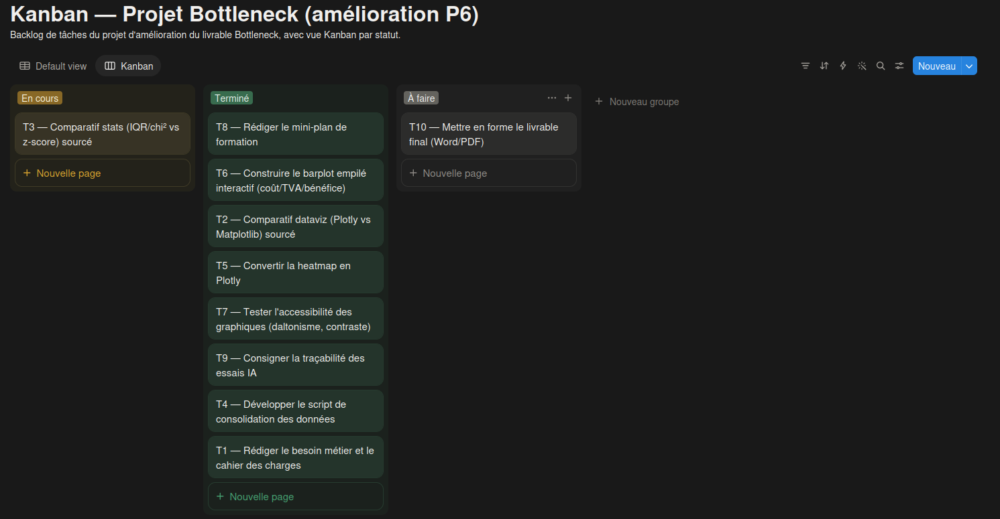 Kanban — Projet Bottleneck (amélioration P6)
Backlog de tâches du projet d'amélioration du livrable Bottleneck, avec vue Kanban par statut.
Default view
Kanban
Nouveau
En cours
T3 — Comparatif stats (IQR/chi² vs
z-score) sourcé
+ Nouvelle page
Terminé
T8 — Rédiger le mini-plan de
formation
T6 — Construire le barplot empilé
interactif (coût/TVA/bénéfice)
T2 — Comparatif dataviz (Plotly vs
Matplotlib) sourcé
T5 — Convertir la heatmap en
Plotly
T7 — Tester l'accessibilité des
graphiques (daltonisme, contraste)
T9 — Consigner la traçabilité des
essais IA
T4 — Développer le script de
consolidation des données
T1 — Rédiger le besoin métier et le
cahier des charges
+ Nouvelle page
À faire
T10 — Mettre en forme le livrable
final (Word/PDF)
+ Nouvelle page
+ Nouveau groupe